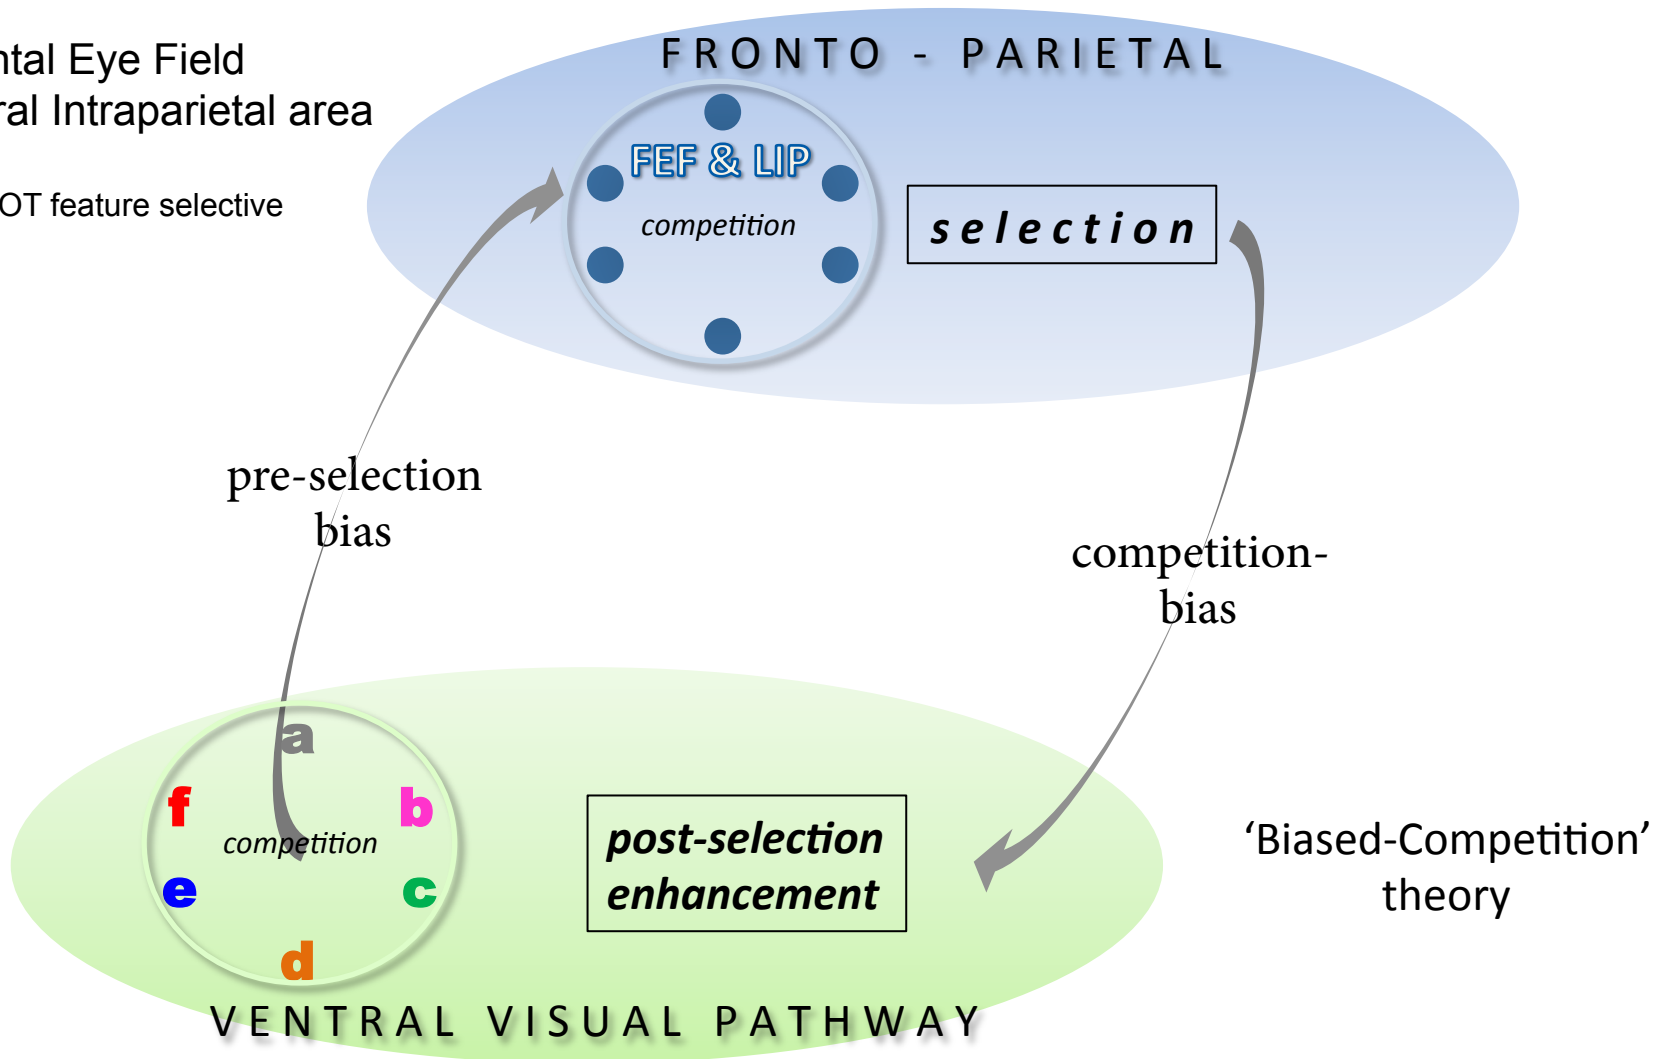 ntal Eye Field
ral Intraparietal area
OT feature selective
FRONTO - PARIETAL
FEF & LIP
competition
selection
pre-selection
bias
competition-
bias
a
f
b
competition
e
c
d
post-selection
enhancement
‘Biased-Competition’
theory
VENTRAL VISUAL PATHWAY